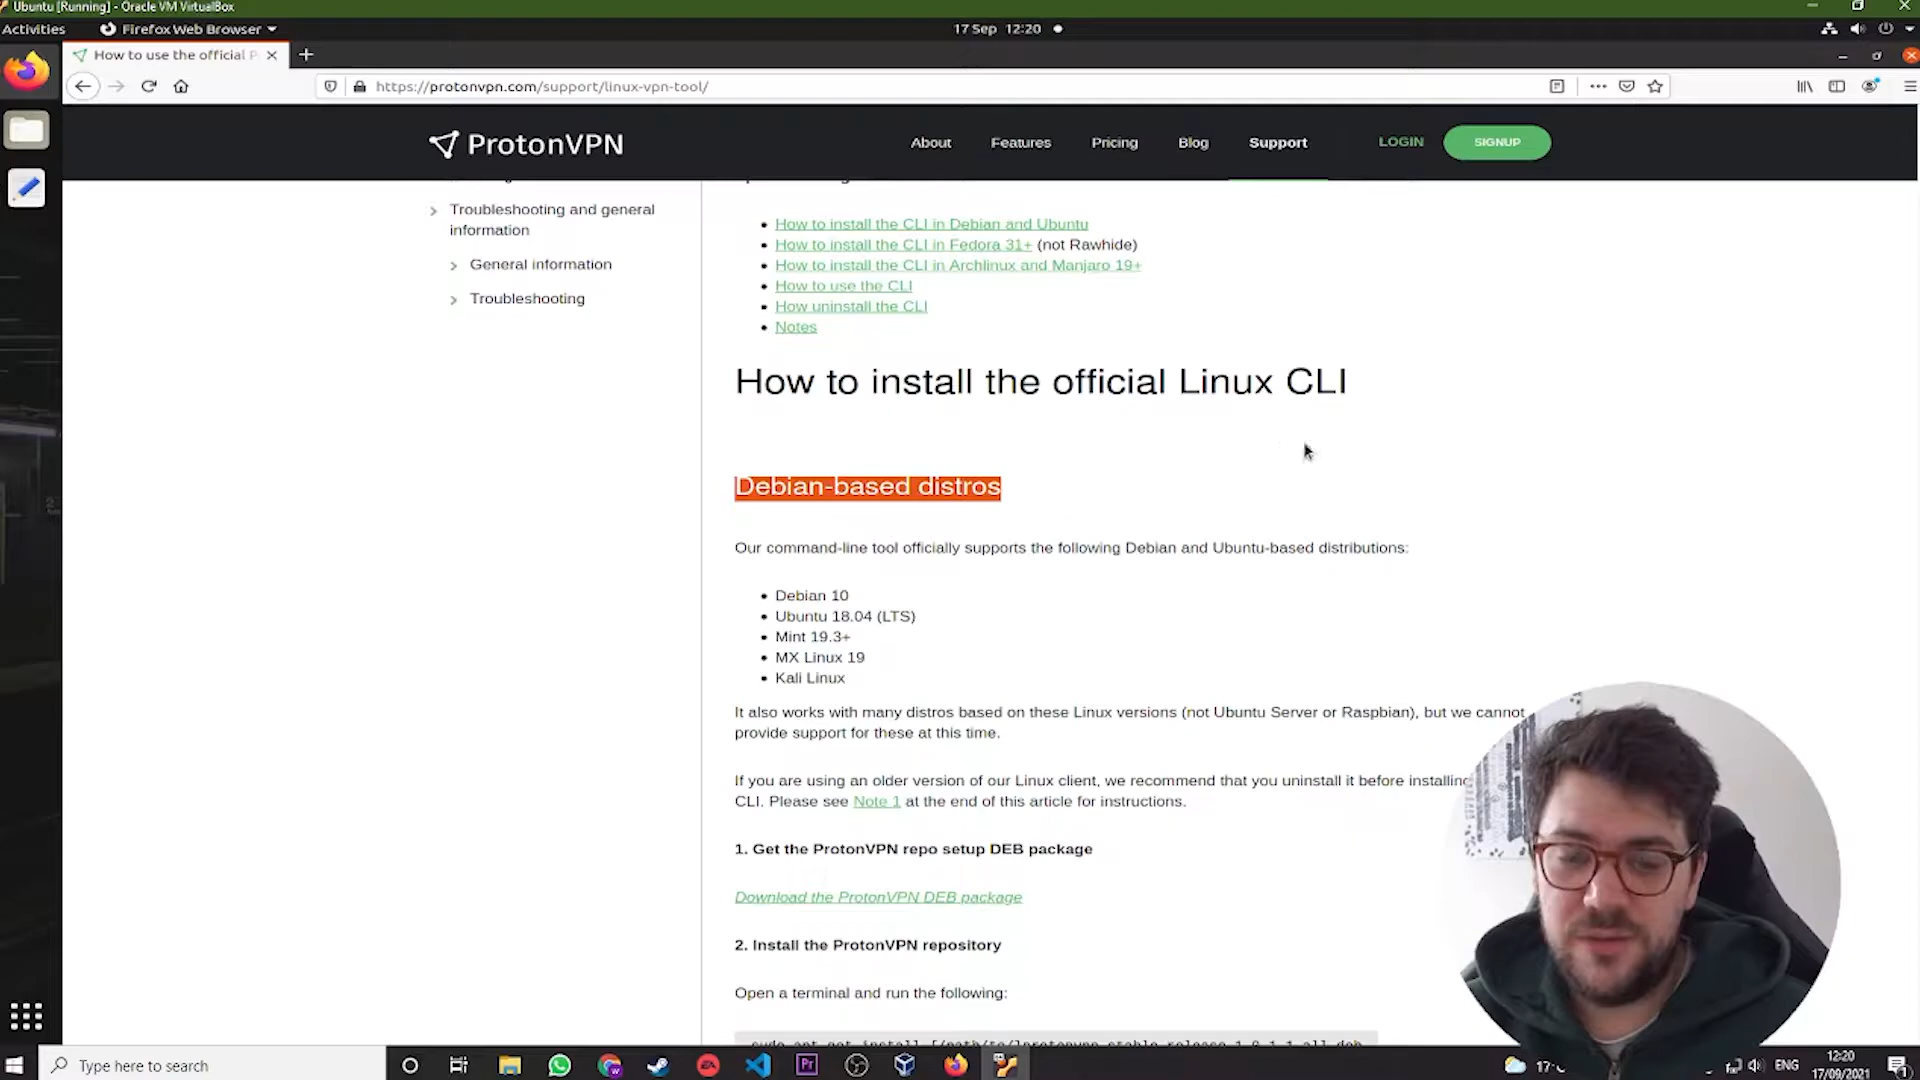 Ubuntu [Running] - Oracle VM VirtualBox
Activities
Firefox Web Browser
17 Sep 12:20
How to use the official P
https://protonvpn.com/support/linux-vpn-tool/
ProtonVPN
About
Features
Pricing
Blog
Support
LOGIN
SIGNUP
Troubleshooting and general
information
General information
Troubleshooting
How to install the CLI in Debian and Ubuntu
How to install the CLI in Fedora 31+ (not Rawhide)
How to install the CLI in Archlinux and Manjaro 19+
How to use the CLI
How uninstall the CLI
Notes
How to install the official Linux CLI
Debian-based distros
Our command-line tool officially supports the following Debian and Ubuntu-based distributions:
Debian 10
Ubuntu 18.04 (LTS)
Mint 19.3+
MX Linux 19
Kali Linux
It also works with many distros based on these Linux versions (not Ubuntu Server or Raspbian), but we cannot
provide support for these at this time.
If you are using an older version of our Linux client, we recommend that you uninstall it before installing
CLI. Please see Note 1 at the end of this article for instructions.
1. Get the ProtonVPN repo setup DEB package
Download the ProtonVPN DEB package
2. Install the ProtonVPN repository
Open a terminal and run the following:
Type here to search
Pr
17°
ENG
12:20
17/09/2021